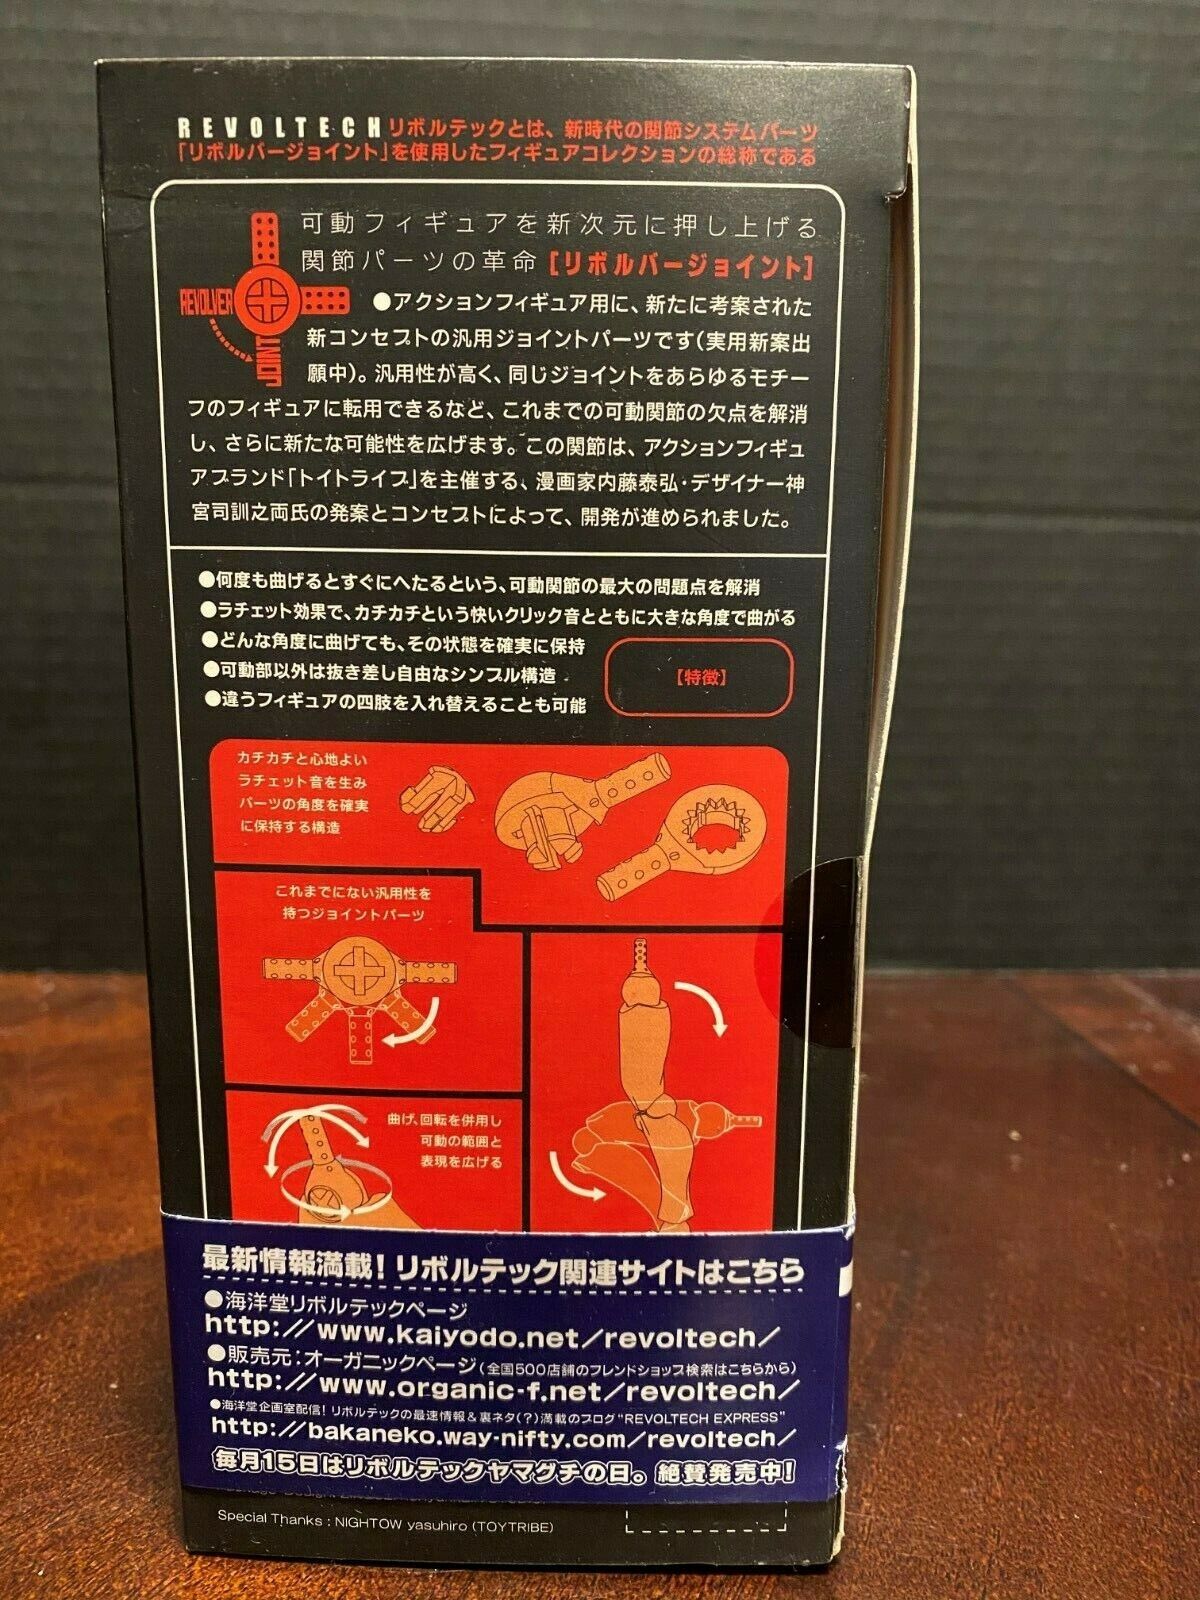 REVOLTECH リボルテックとは、新時代の関節システムパーツ
「リボルバージョイント」を使用したフィギュアコレクションの総称である
REVOLVER
JOINT
可動フィギュアを新次元に押し上げる
関節パーツの革命［リボルバージョイント］
●アクションフィギュア用に、新たに考案された
新コンセプトの汎用ジョイントパーツです(実用新案出
願中)。汎用性が高く、同じジョイントをあらゆるモチー
フのフィギュアに転用できるなど、これまでの可動関節の欠点を解消
し、さらに新たな可能性を広げます。この関節は、アクションフィギュ
アブランド「トイトライブ」を主催する、漫画家内藤泰弘・デザイナー神
宮司訓之両氏の発案とコンセプトによって、開発が進められました。
●何度も曲げるとすぐにへたるという、可動関節の最大の問題点を解消
●ラチェット効果で、カチカチという快いクリック音とともに大きな角度で曲がる
●どんな角度に曲げても、その状態を確実に保持
●可動部以外は抜き差し自由なシンプル構造
●違うフィギュアの四肢を入れ替えることも可能
【特徴】
カチカチと心地よい
ラチェット音を生み
パーツの角度を確実
に保持する構造
これまでにない汎用性を
持つジョイントパーツ
曲げ、回転を併用し
可動の範囲と
表現を広げる
最新情報満載！リボルテック関連サイトはこちら
●海洋堂リボルテックページ
http://www.kaiyodo.net/revoltech/
●販売元：オーガニックページ(全国500店舗のフレンドショップ検索はこちらから)
http://www.organic-f.net/revoltech/
●海洋堂企画室配信！リボルテックの最速情報＆裏ネタ(？)満載のブログ“REVOLTECH EXPRESS”
http://bakaneko.way-nifty.com/revoltech/
毎月15日はリボルテックヤマグチの日。絶賛発売中！
Special Thanks : NIGHTOW yasuhiro (TOYTRIBE)